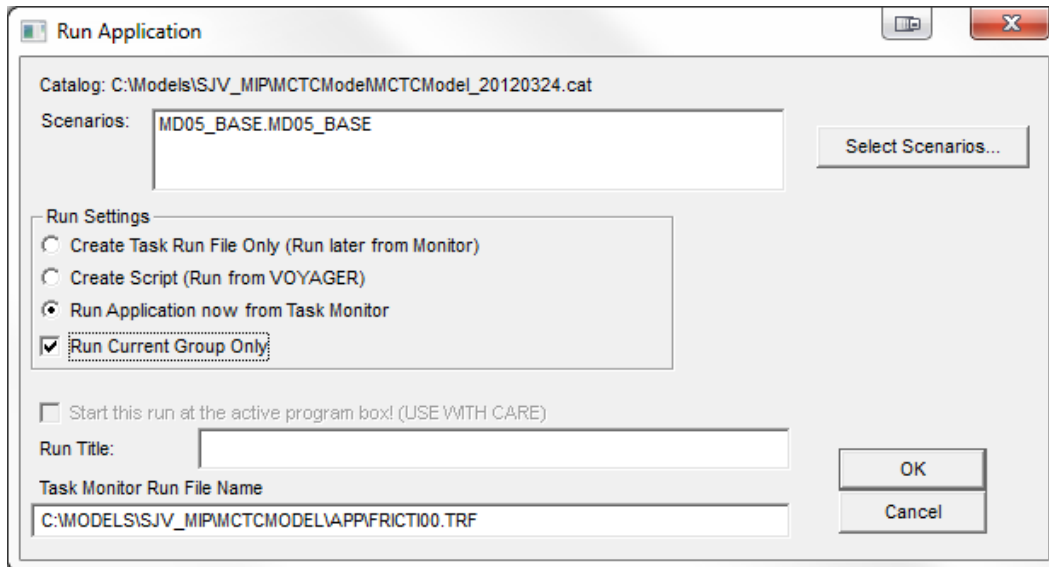 Run Application
Catalog: C:\Models\SJV_MIP\MCTCModel\MCTCModel_20120324.cat
Scenarios:
MD05_BASE.MD05_BASE
Select Scenarios...
Run Settings
Create Task Run File Only (Run later from Monitor)
Create Script (Run from VOYAGER)
Run Application now from Task Monitor
Run Current Group Only
Start this run at the active program box! (USE WITH CARE)
Run Title:
OK
Task Monitor Run File Name
C:\MODELS\SJV_MIP\MCTCMODEL\APP\FRICTI00.TRF
Cancel